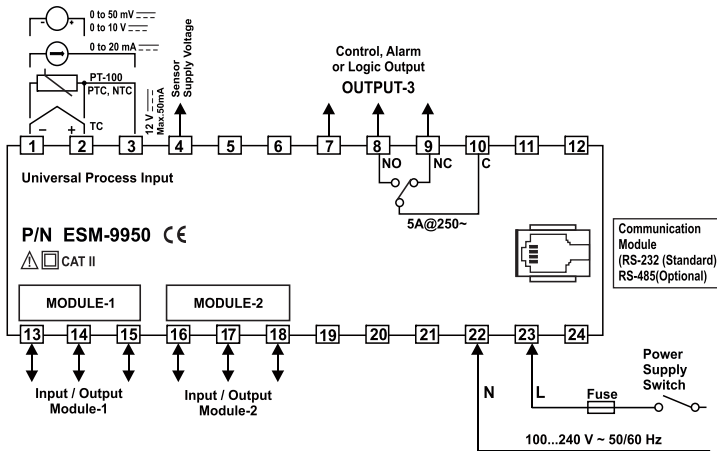 0 to 50 mV
0 to 10 V
0 to 20 mA
PT-100
PTC, NTC
TC
- +
- +
12 V
Max.50mA
Sensor
Supply Voltage
Control, Alarm
or Logic Output
OUTPUT-3
1 2 3 4 5 6 7 8 9 10 11 12
NO NC C
Universal Process Input
5A@250~
P/N ESM-9950 CE
CAT II
Communication
Module
(RS-232 (Standard)
RS-485(Optional)
MODULE-1 MODULE-2
13 14 15 16 17 18 19 20 21 22 23 24
Input / Output
Module-1
Input / Output
Module-2
N L
Fuse
Power
Supply
Switch
100...240 V ~ 50/60 Hz